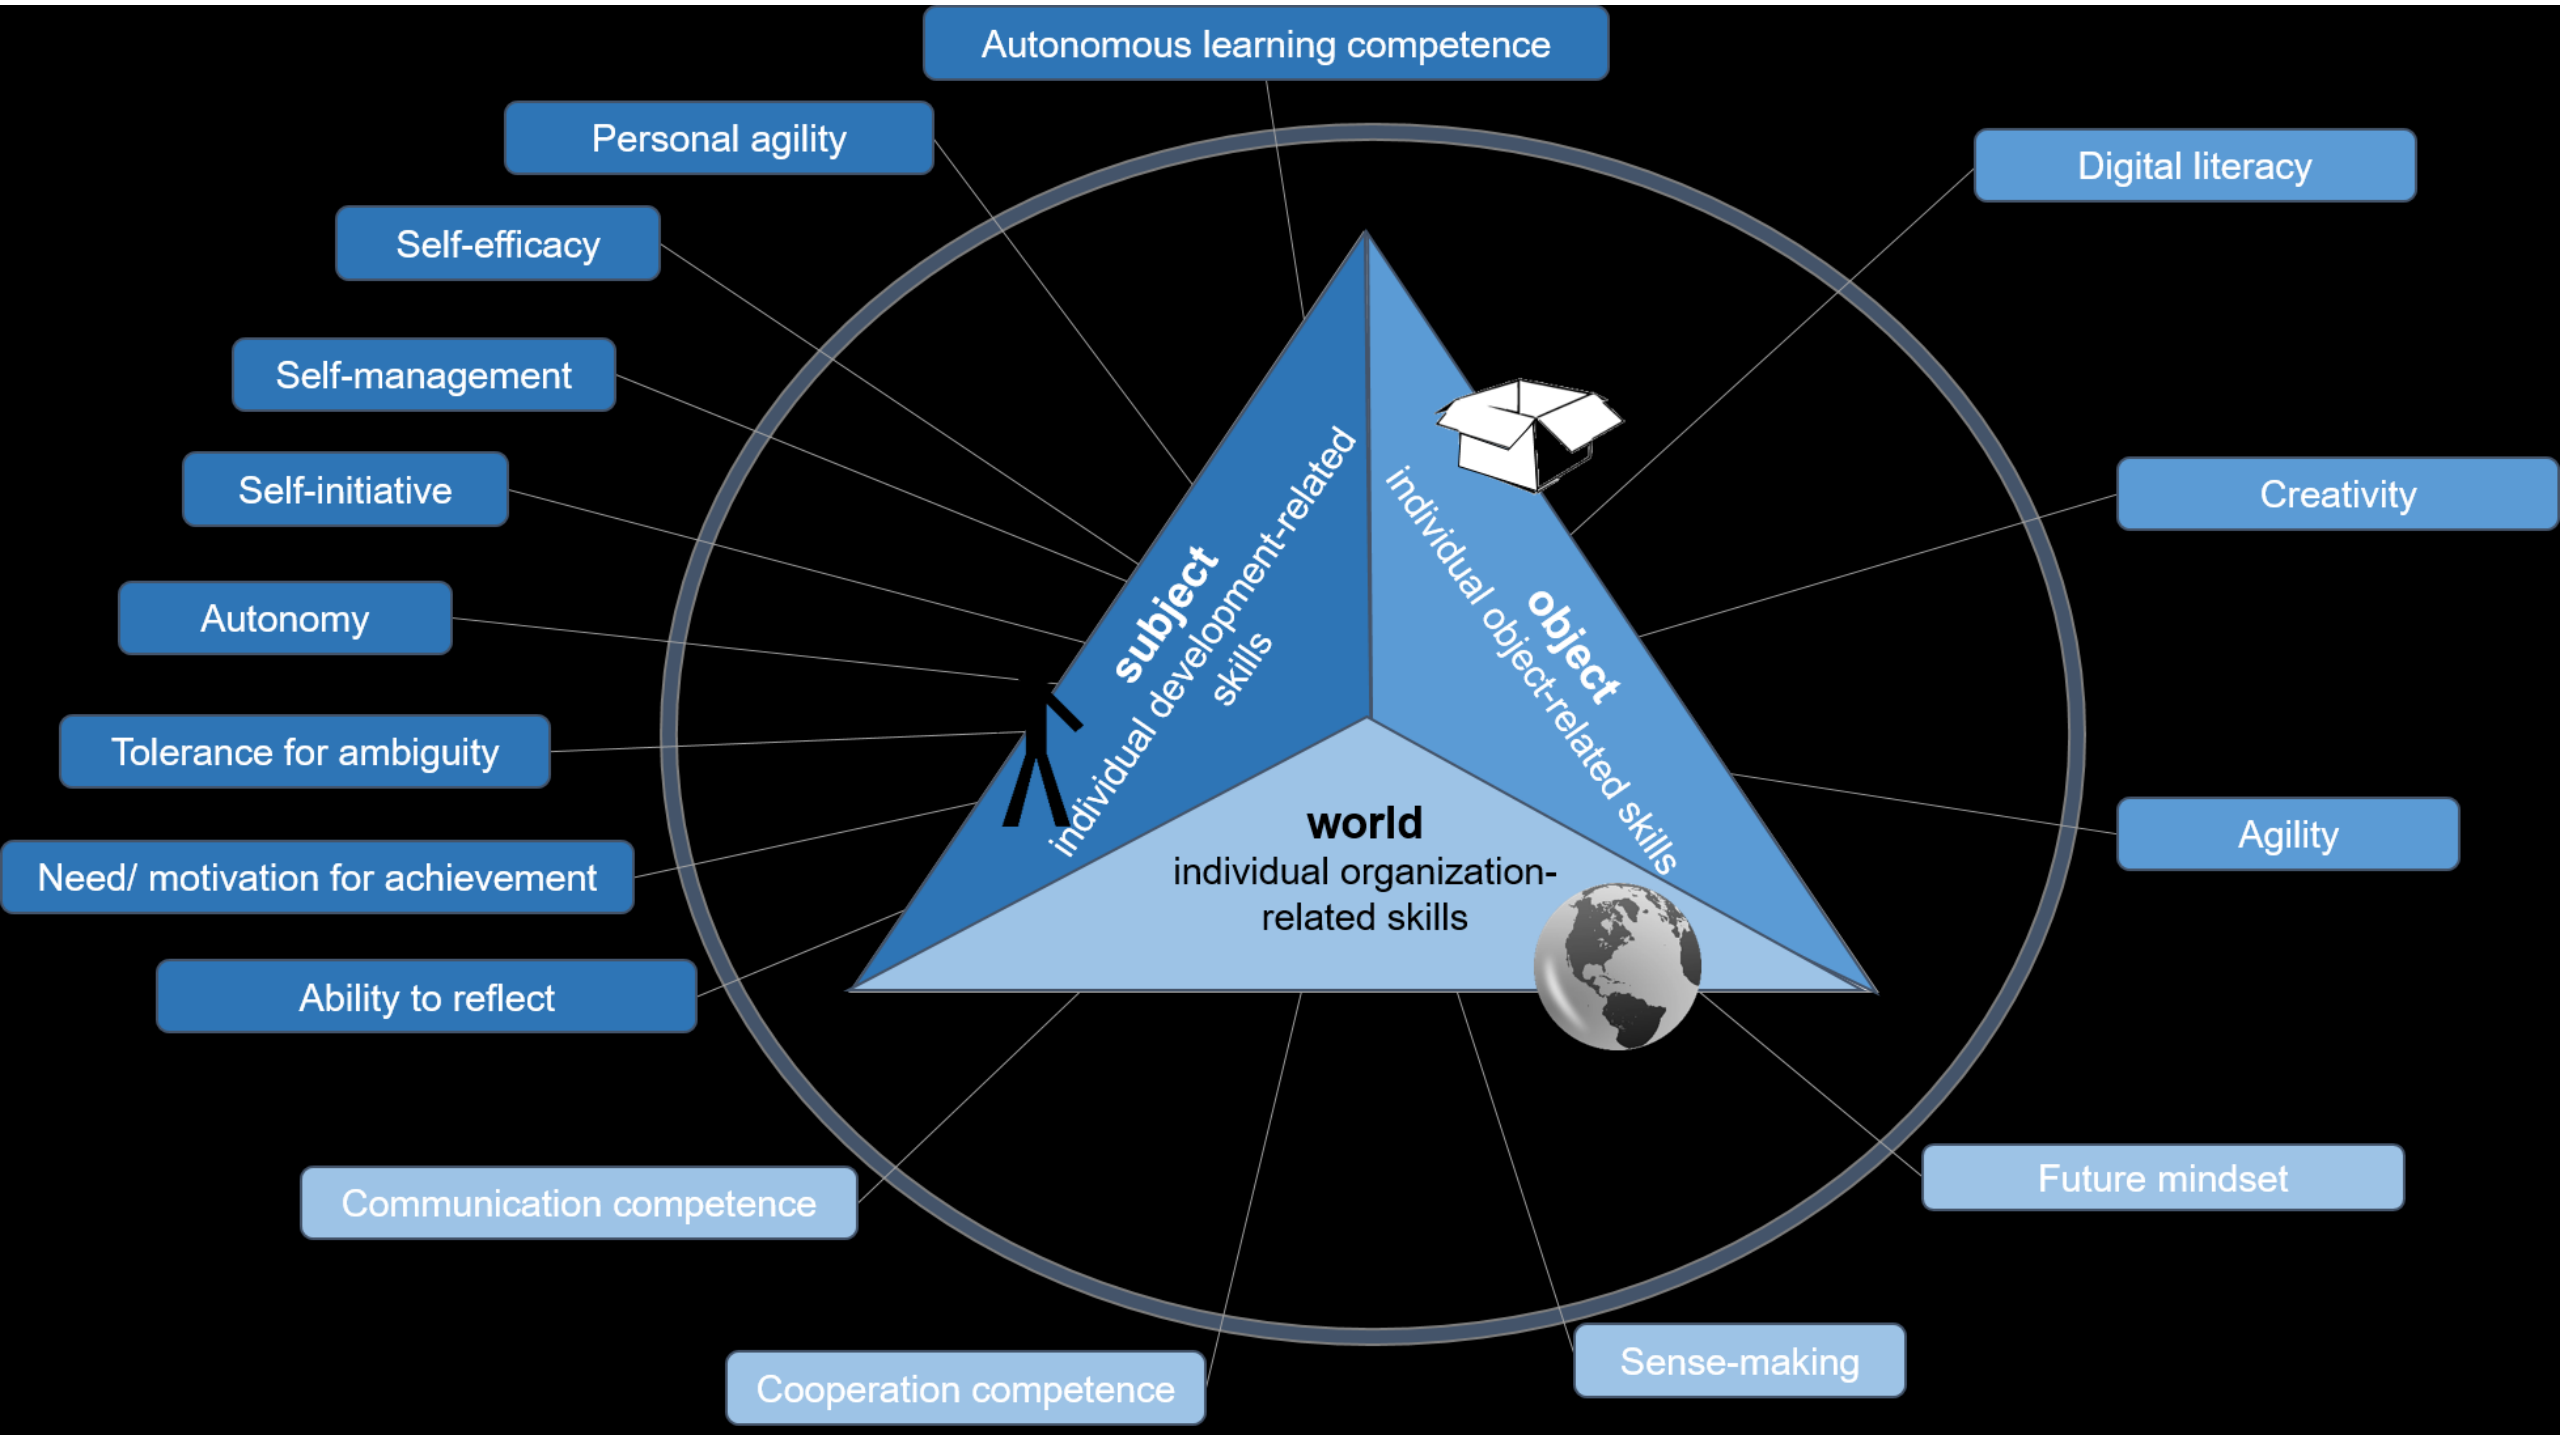 Autonomous learning competence
Personal agility
Digital literacy
Self-efficacy
Self-management
Self-initiative
Creativity
Autonomy
Tolerance for ambiguity
Agility
Need/ motivation for achievement
Ability to reflect
subject
individual development-related
skills
object
individual object-related skills
world
individual organization-
related skills
Communication competence
Future mindset
Cooperation competence
Sense-making